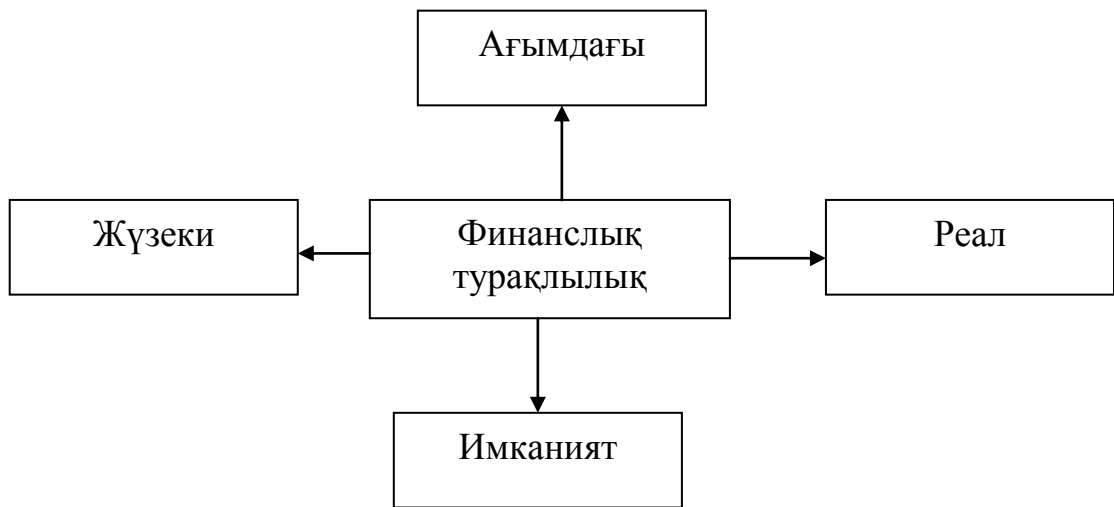 Ағымдағы
Жүзеки
Финанслық
турақлылық
Реал
Имканият